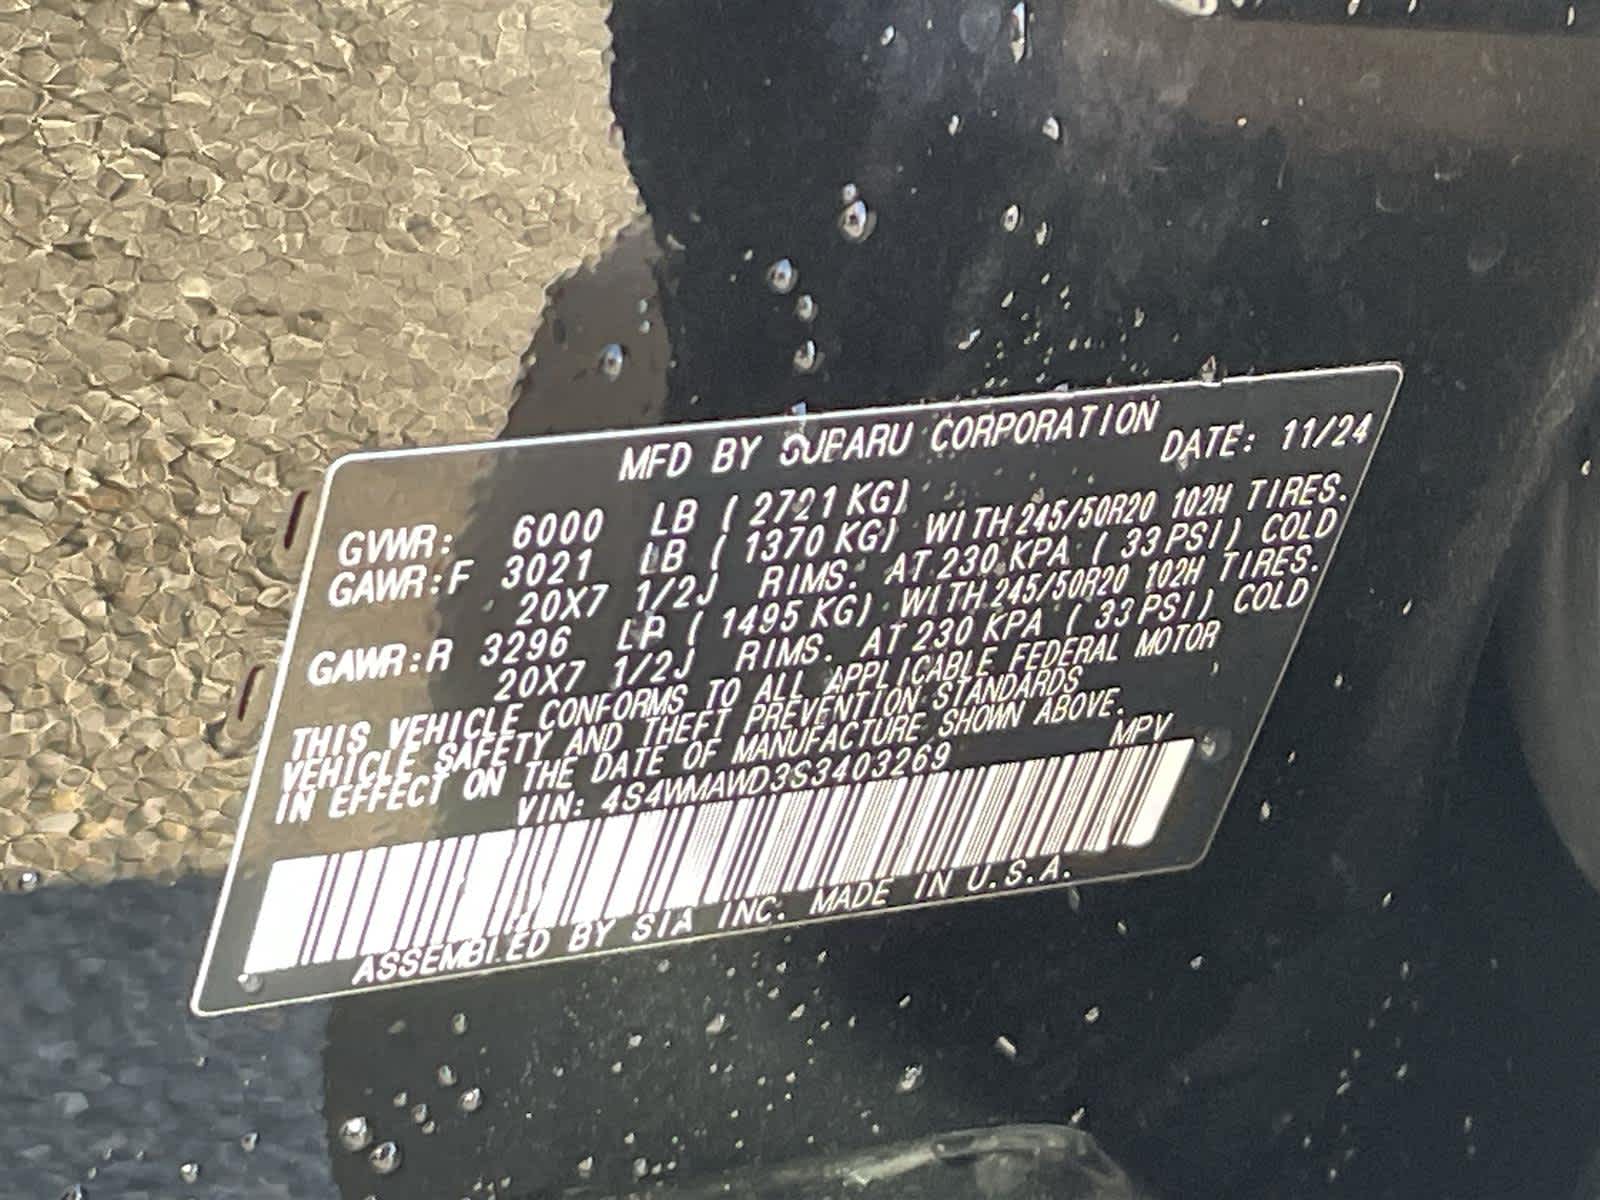 MFD BY SUBARU CORPORATION
DATE: 11/24
GVWR: 6000 LB ( 2721 KG)
GAWR:F 3021 LB ( 1370 KG) WITH 245/50R20 102H TIRES.
20X7 1/2J RIMS. AT 230 KPA ( 33 PSI) COLD
GAWR:R 3296 LB ( 1495 KG) WITH 245/50R20 102H TIRES.
20X7 1/2J RIMS. AT 230 KPA ( 33 PSI) COLD
THIS VEHICLE CONFORMS TO ALL APPLICABLE FEDERAL MOTOR
VEHICLE SAFETY AND THEFT PREVENTION STANDARDS
IN EFFECT ON THE DATE OF MANUFACTURE SHOWN ABOVE.
VIN: 4S4WMAWD3S3403269 MPV
ASSEMBLED BY SIA INC. MADE IN U.S.A.